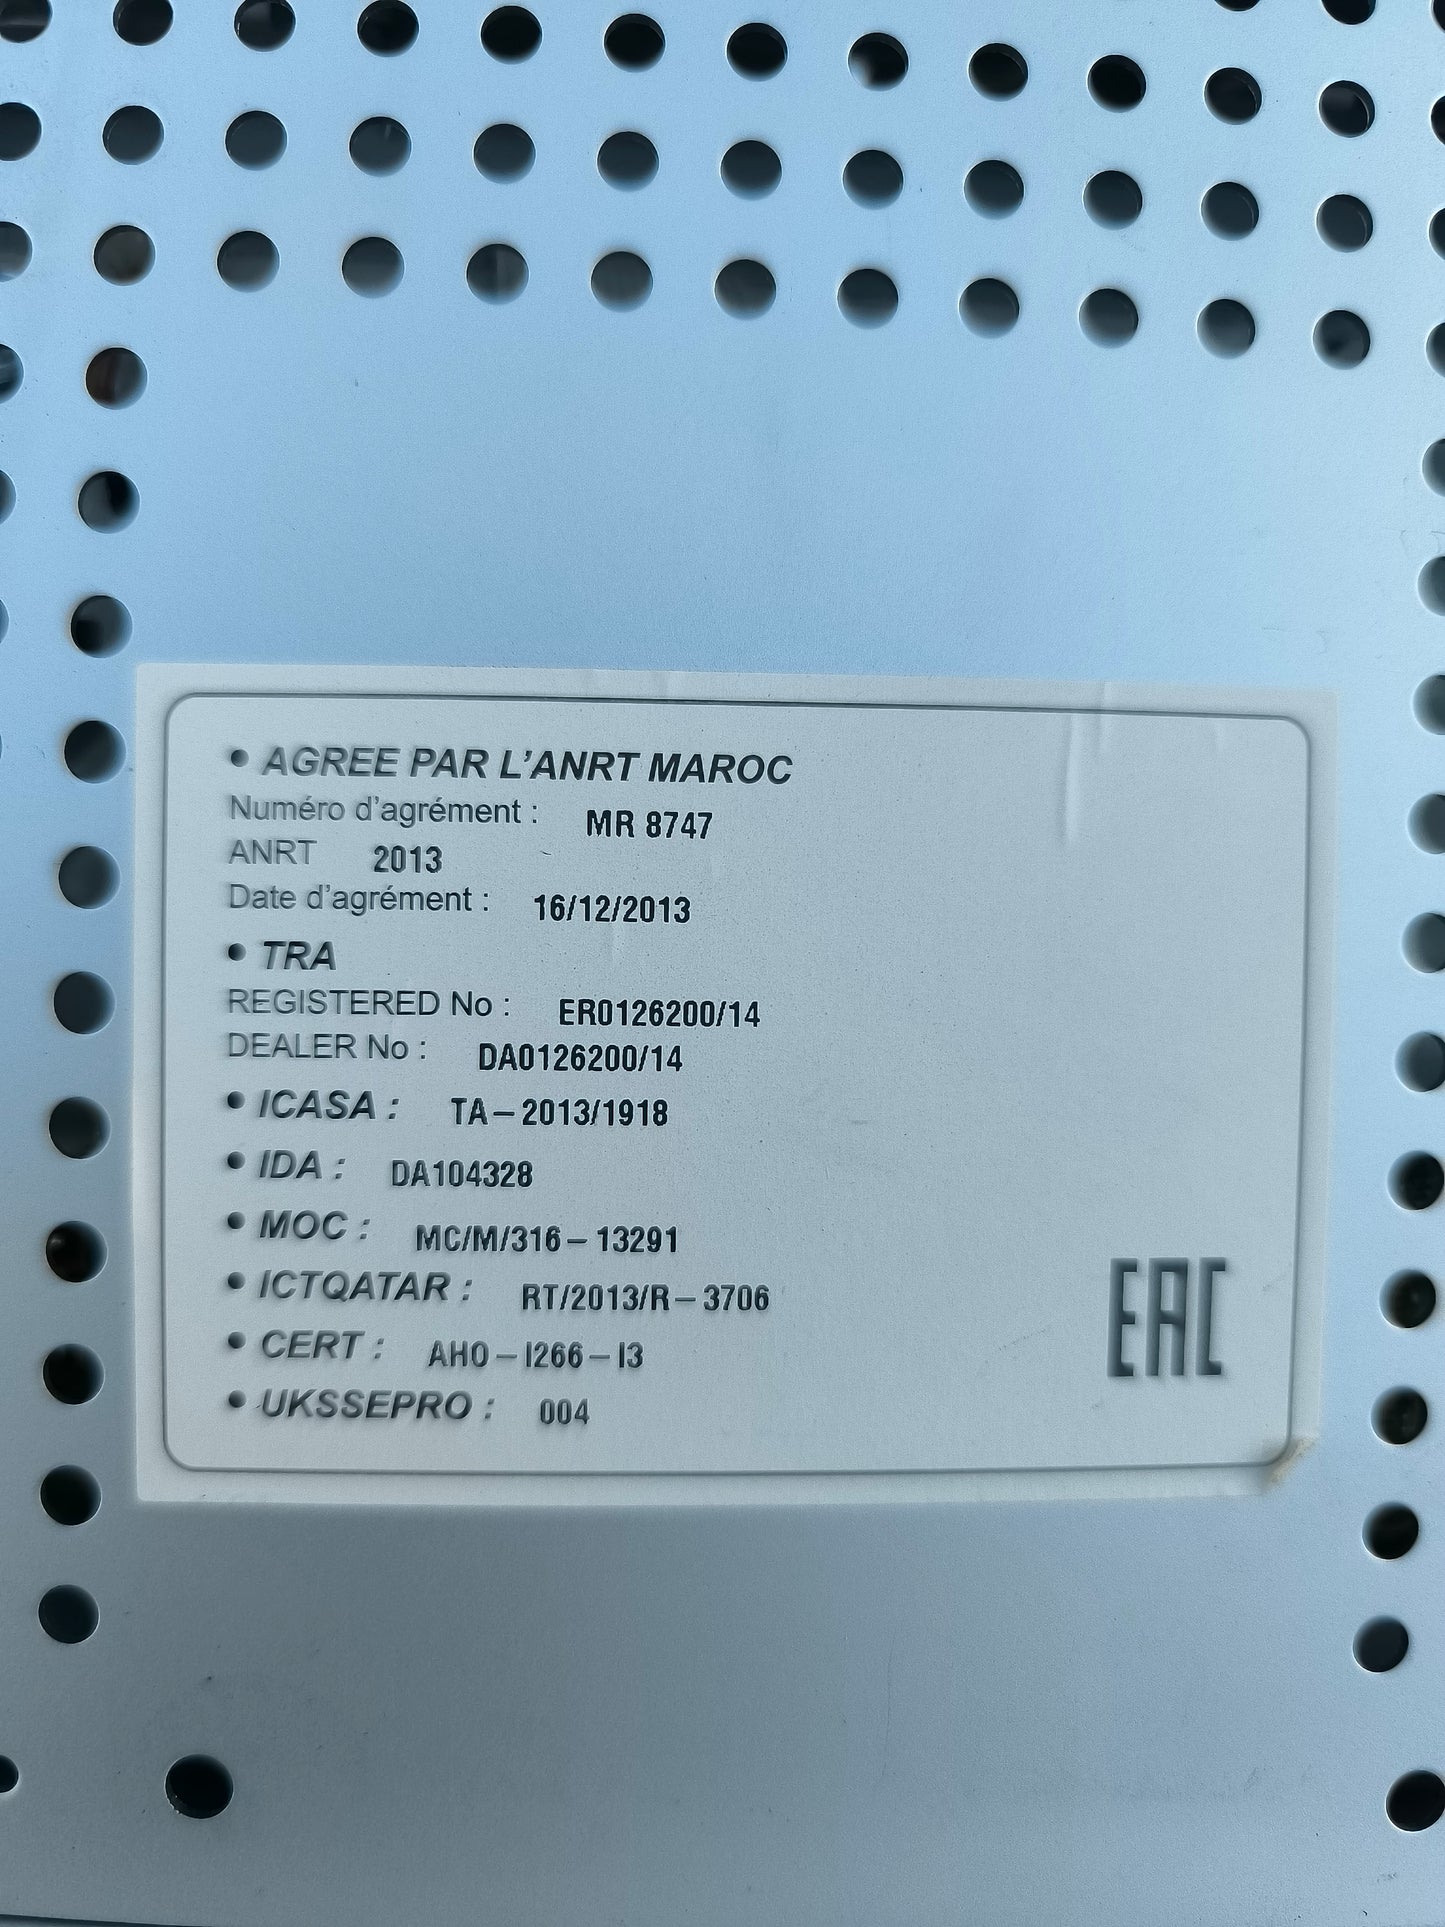 • AGREE PAR L'ANRT MAROC
Numéro d'agrément : MR 8747
ANRT 2013
Date d'agrément : 16/12/2013
• TRA
REGISTERED No : ER0126200/14
DEALER No : DA0126200/14
• ICASA : TA – 2013/1918
• IDA : DA104328
• MOC : MC/M/316 – 13291
• ICTQATAR : RT/2013/R – 3706
• CERT : AHO – I266 – I3
• UKSSEPRO : 004
EAC